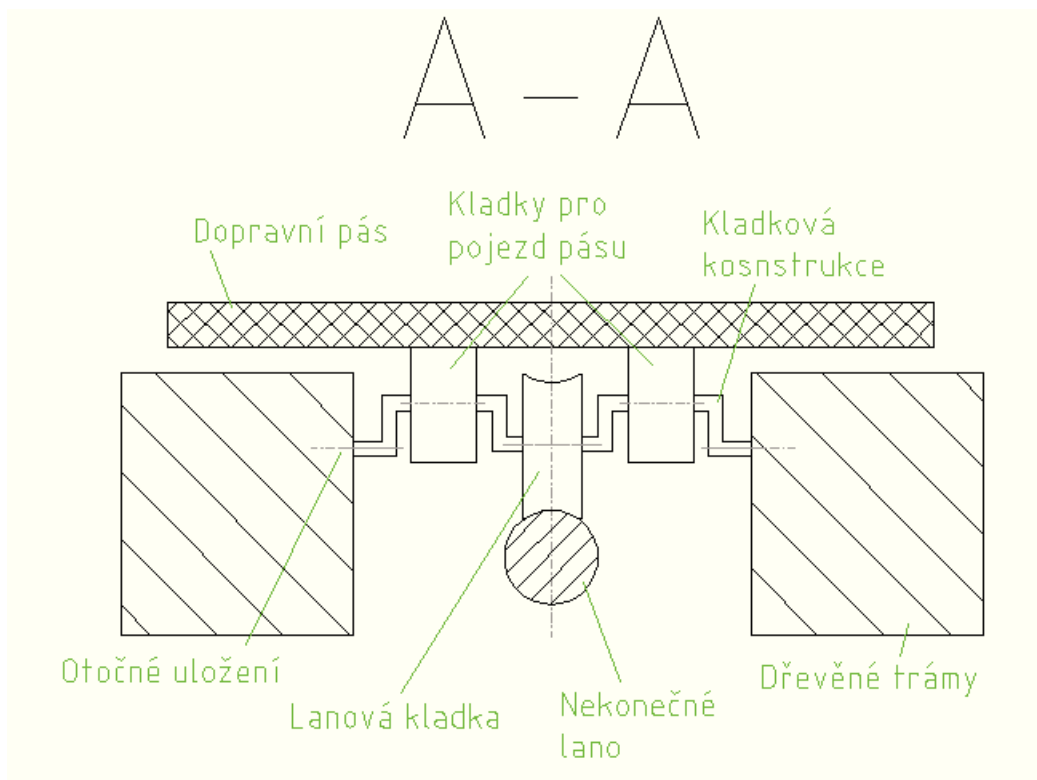 A – A
Dopravní pás
Kladky pro
pojezd pásu
Kladková
kosnstrukce
Otočné uložení
Lanová kladka
Nekonečné
lano
Dřevěné trámy